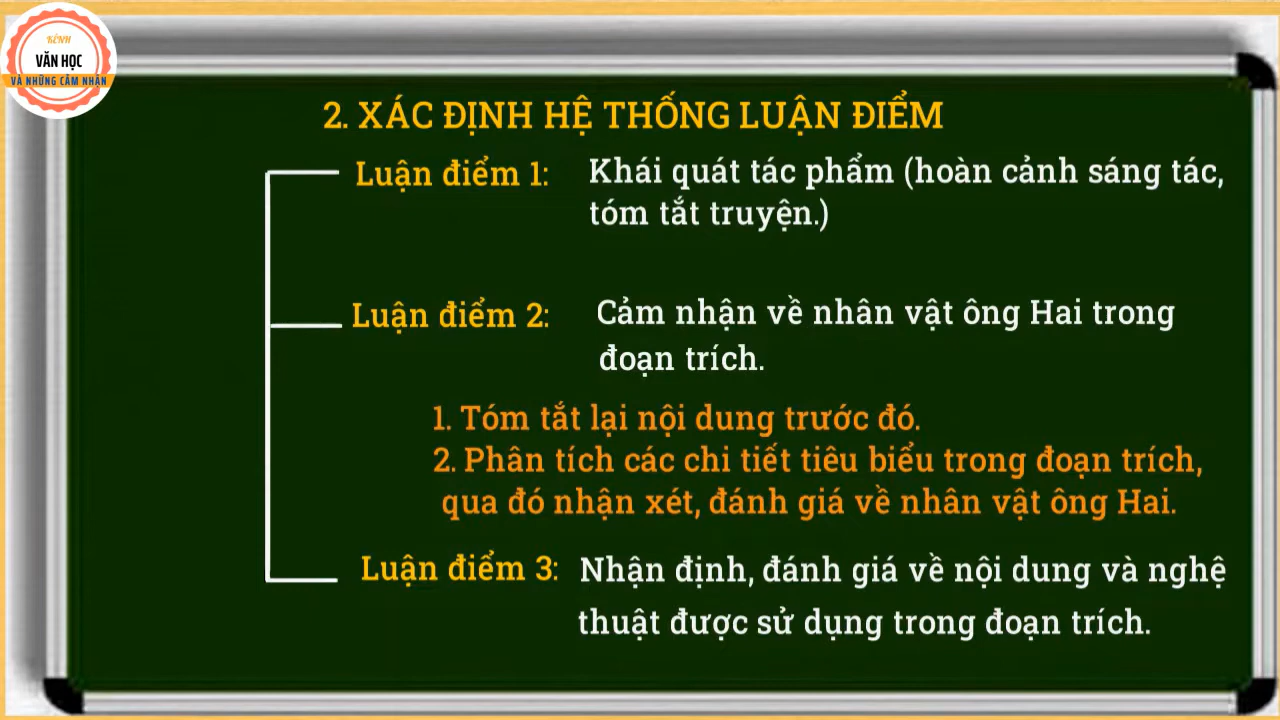 KÊNH
VĂN HỌC
VÀ NHỮNG CẢM NHẬN
2. XÁC ĐỊNH HỆ THỐNG LUẬN ĐIỂM
Luận điểm 1: Khái quát tác phẩm (hoàn cảnh sáng tác,
tóm tắt truyện.)
Luận điểm 2: Cảm nhận về nhân vật ông Hai trong
đoạn trích.
1. Tóm tắt lại nội dung trước đó.
2. Phân tích các chi tiết tiêu biểu trong đoạn trích,
qua đó nhận xét, đánh giá về nhân vật ông Hai.
Luận điểm 3: Nhận định, đánh giá về nội dung và nghệ
thuật được sử dụng trong đoạn trích.